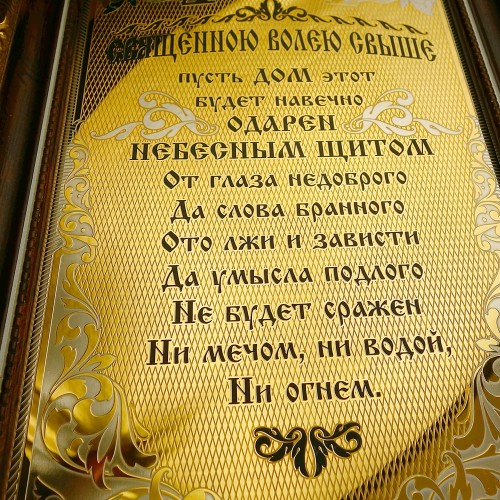 СВЯЩЕННОЮ ВОЛЕЮ СВЫШЕ
пусть ДОМ этот
будет навечно
ОДАРЕН
НЕБЕСНЫМ ЩИТОМ
От глаза недоброго
Да слова бранного
Ото лжи и зависти
Да умысла подлого
Не будет сражен
Ни мечом, ни водой,
Ни огнем.